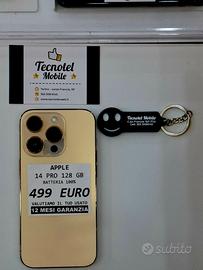 Tecnotel
Mobile
Tecnotel
Mobile
APPLE
14 PRO 128 GB
BATTERIA 100%
499 EURO
VALUTIAMO IL TUO USATO
12 MESI GARANZIA
subito